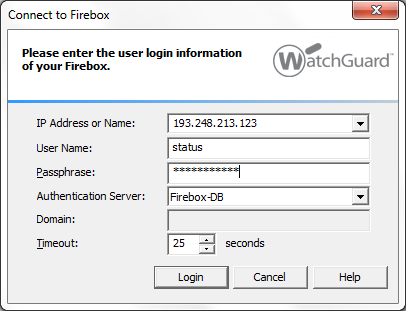 Connect to Firebox
Please enter the user login information
of your Firebox.
WatchGuard™
IP Address or Name: 193.248.213.123
User Name: status
Passphrase: ***********
Authentication Server: Firebox-DB
Domain:
Timeout: 25 seconds
Login Cancel Help